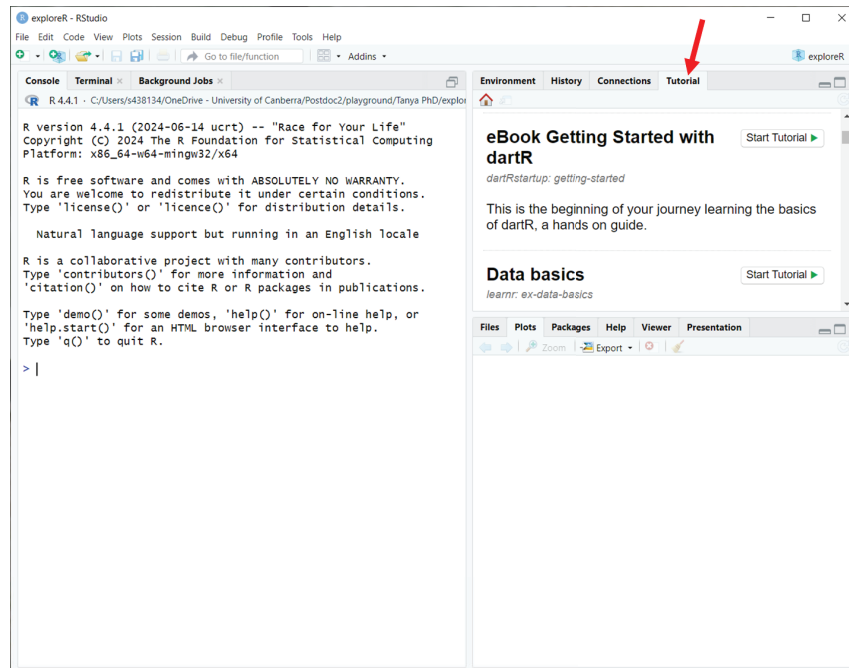 exploreR - RStudio
File Edit Code View Plots Session Build Debug Profile Tools Help
Go to file/function Addins exploreR
Console Terminal Background Jobs
R 4.4.1 · C:/Users/s438134/OneDrive - University of Canberra/Postdoc2/playground/Tanya PhD/explor
R version 4.4.1 (2024-06-14 ucrt) -- "Race for Your Life"
Copyright (C) 2024 The R Foundation for Statistical Computing
Platform: x86_64-w64-mingw32/x64
R is free software and comes with ABSOLUTELY NO WARRANTY.
You are welcome to redistribute it under certain conditions.
Type 'license()' or 'licence()' for distribution details.
Natural language support but running in an English locale
R is a collaborative project with many contributors.
Type 'contributors()' for more information and
'citation()' on how to cite R or R packages in publications.
Type 'demo()' for some demos, 'help()' for on-line help, or
'help.start()' for an HTML browser interface to help.
Type 'q()' to quit R.
>
Environment History Connections Tutorial
eBook Getting Started with
dartR
Start Tutorial
dartRstartup: getting-started
This is the beginning of your journey learning the basics
of dartR, a hands on guide.
Data basics
Start Tutorial
learnr: ex-data-basics
Files Plots Packages Help Viewer Presentation
Zoom Export